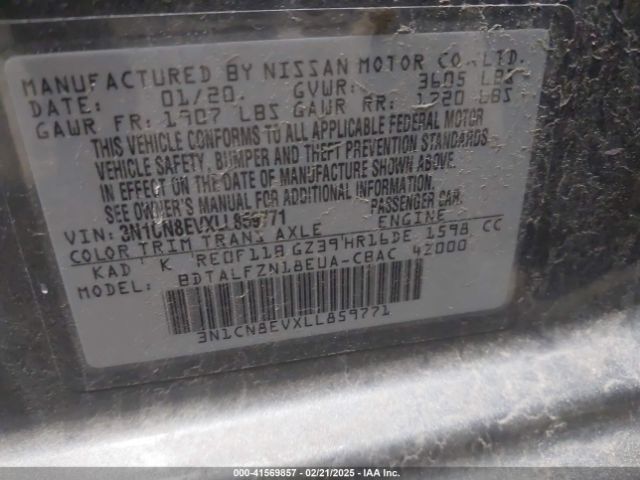 MANUFACTURED BY NISSAN MOTOR CO. LTD.
DATE: 01/20. GVWR: 3605 LBS
GAWR FR: 1907 LBS GAWR RR: 1720 LBS
THIS VEHICLE CONFORMS TO ALL APPLICABLE FEDERAL MOTOR
VEHICLE SAFETY, BUMPER AND THEFT PREVENTION STANDARDS
IN EFFECT ON THE DATE OF MANUFACTURE SHOWN ABOVE.
SEE OWNER'S MANUAL FOR ADDITIONAL INFORMATION.
VIN: 3N1CN8EVXLL859771 PASSENGER CAR.
COLOR TRIM TRANS AXLE ENGINE
KAD K RE0F11B GZ39 HR16DE 1598 CC
BDTALFZN18EUA-CBAC 42000
3N1CN8EVXLL859771
000-41569857 - 02/21/2025 - IAA Inc.